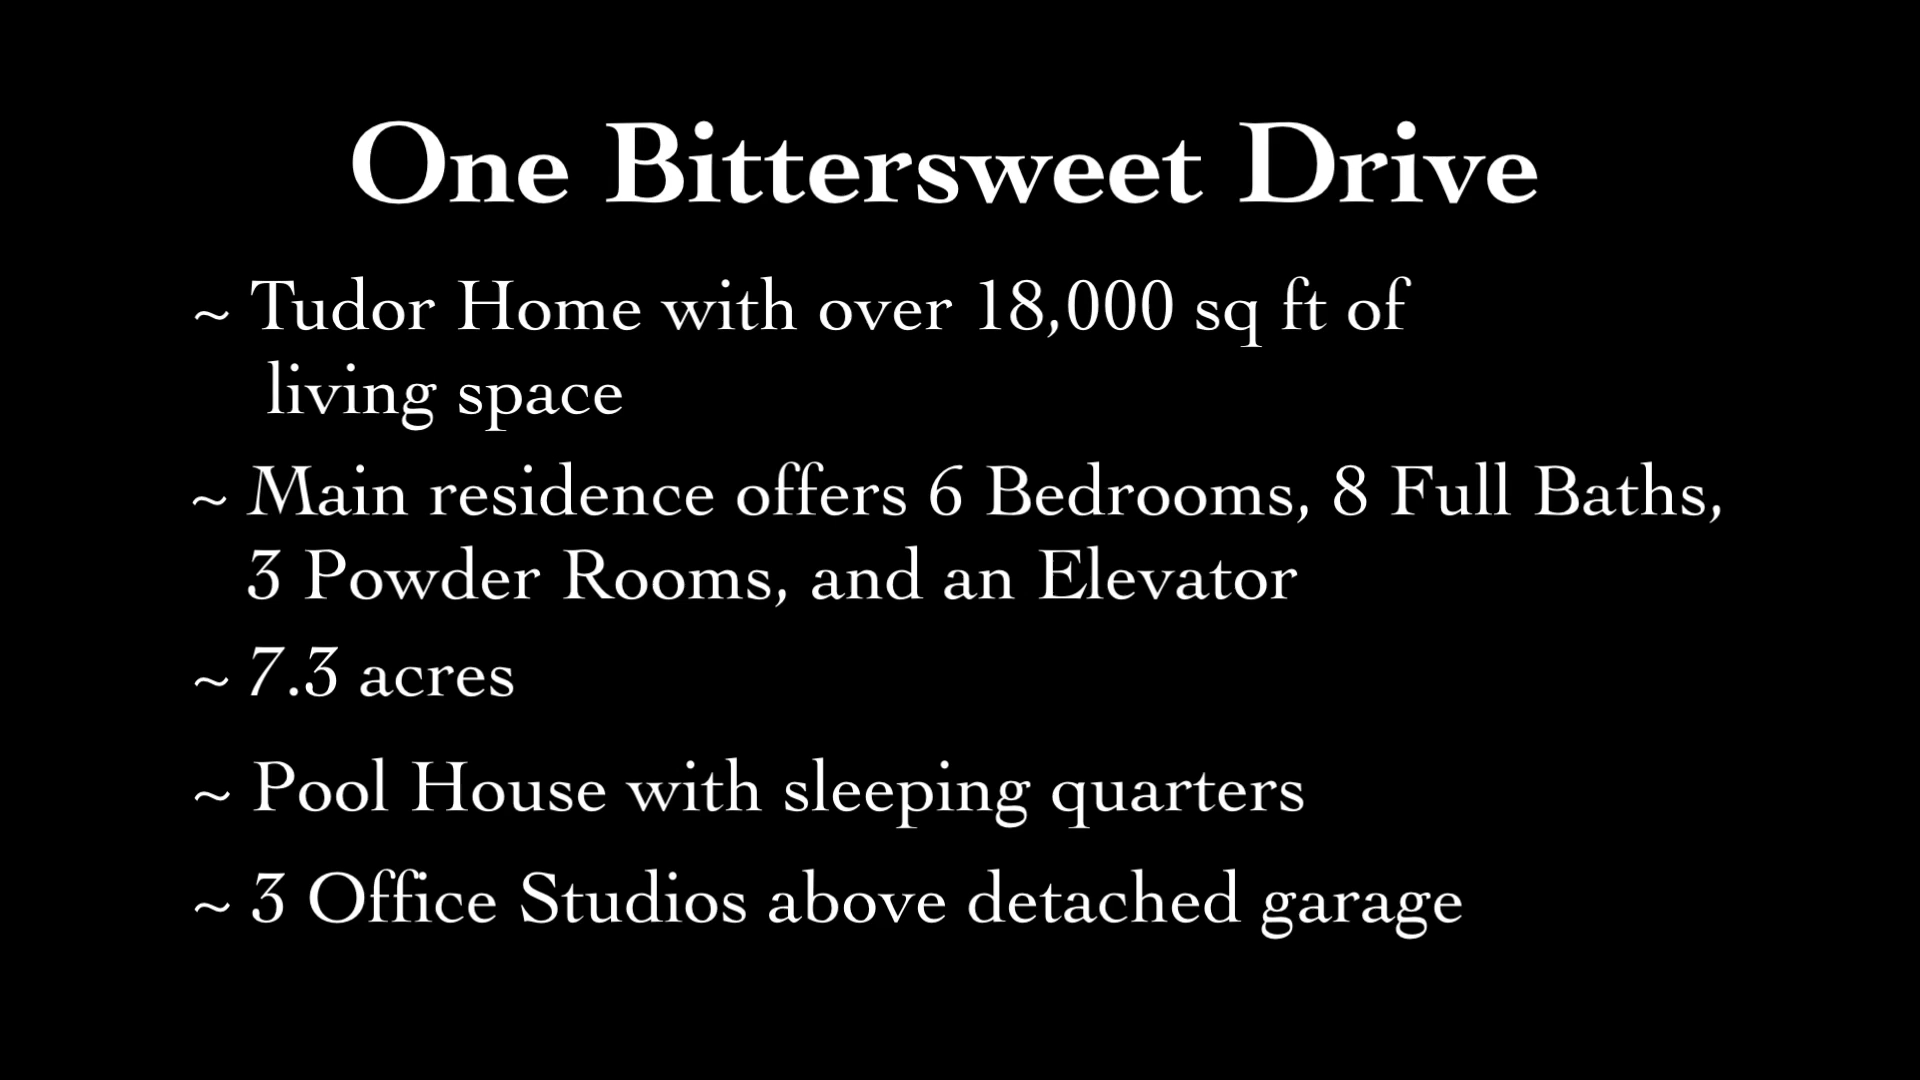 One Bittersweet Drive
~ Tudor Home with over 18,000 sq ft of
living space
~ Main residence offers 6 Bedrooms, 8 Full Baths,
3 Powder Rooms, and an Elevator
~ 7.3 acres
~ Pool House with sleeping quarters
~ 3 Office Studios above detached garage